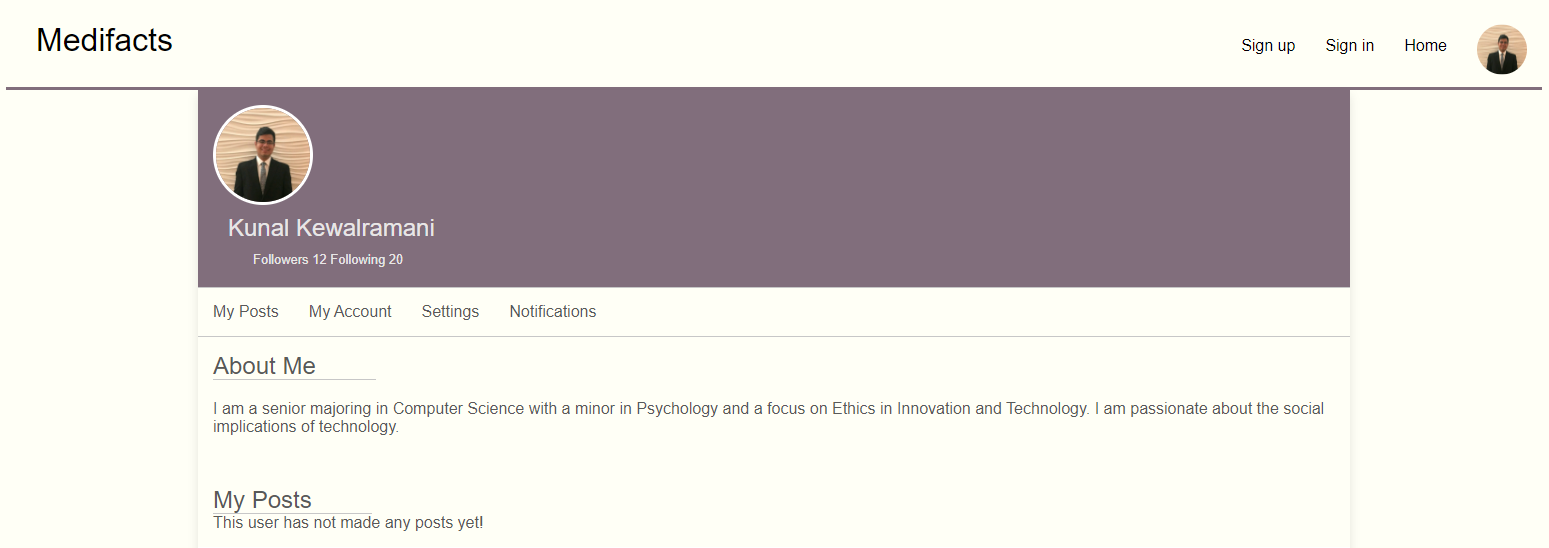 Medifacts
Sign up Sign in Home
Kunal Kewalramani
Followers 12 Following 20
My Posts My Account Settings Notifications
About Me
I am a senior majoring in Computer Science with a minor in Psychology and a focus on Ethics in Innovation and Technology. I am passionate about the social
implications of technology.
My Posts
This user has not made any posts yet!